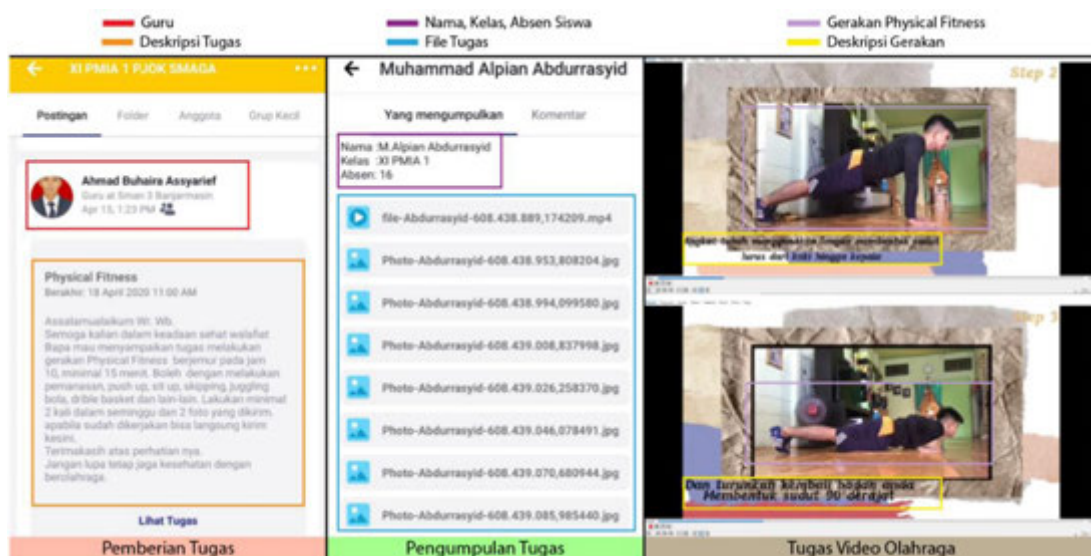 Guru
Deskripsi Tugas
Nama, Kelas, Absen Siswa
File Tugas
Gerakan Physical Fitness
Deskripsi Gerakan
XI PMIA 1 PJOK SMAGA
Postingan Folder Anggota Grup Kecil
Ahmad Buhaira Assyarief
Guru at Sman 3 Banjarmasin
Apr 15, 1:23 PM
Physical Fitness
Berakhir: 18 April 2020 11:00 AM
Assalamualaikum Wr. Wb.
Semoga kalian dalam keadaan sehat walafiat
Bapa mau menyampaikan tugas melakukan
gerakan Physical Fitness berjemur pada jam
10, minimal 15 menit. Boleh dengan melakukan
pemanasan, push up, sit up, skipping, juggling
bola, drible basket dan lain-lain. Lakukan minimal
2 kali dalam seminggu dan 2 foto yang dikirim.
apabila sudah dikerjakan bisa langsung kirim
kesini.
Terimakasih atas perhatian nya.
Jangan lupa tetap jaga kesehatan dengan
berolahraga.
Lihat Tugas
Pemberian Tugas
Muhammad Alpian Abdurrasyid
Yang mengumpulkan Komentar
Nama :M.Alpian Abdurrasyid
Kelas :XI PMIA 1
Absen: 16
file-Abdurrasyid-608.438.889,174209.mp4
Photo-Abdurrasyid-608.438.953,808204.jpg
Photo-Abdurrasyid-608.438.994,099580.jpg
Photo-Abdurrasyid-608.439.008,837998.jpg
Photo-Abdurrasyid-608.439.026,258370.jpg
Photo-Abdurrasyid-608.439.046,078491.jpg
Photo-Abdurrasyid-608.439.070,680944.jpg
Photo-Abdurrasyid-608.439.085,985440.jpg
Pengumpulan Tugas
Step 2
Angkat tubuh menggunakan lengan membentuk sudut
lurus dari kaki hingga kepala
Step 3
Dan turunkan kembali badan anda
Membentuk sudut 90 derajat
Tugas Video Olahraga